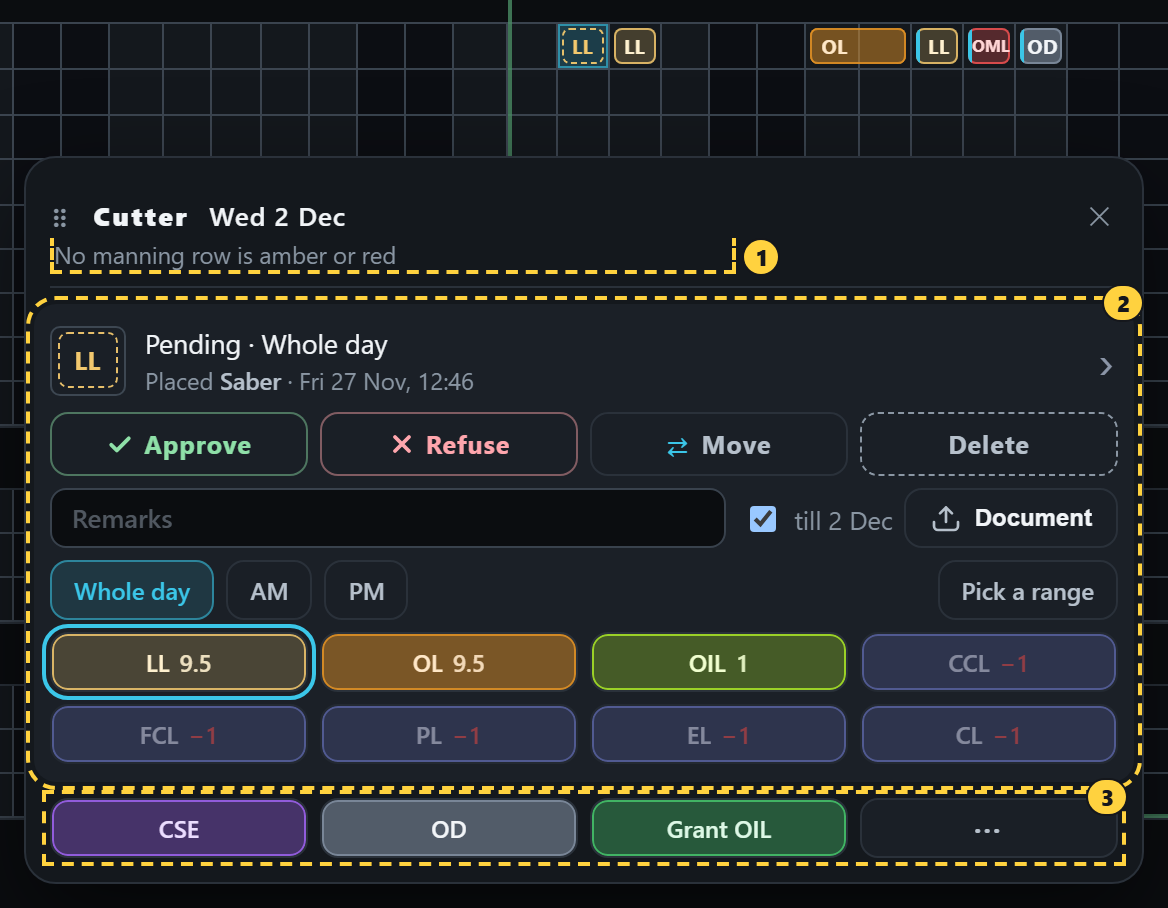 LL LL OL LL OML OD
Cutter Wed 2 Dec
No manning row is amber or red
1
2
LL
Pending · Whole day
Placed Saber · Fri 27 Nov, 12:46
Approve Refuse Move Delete
Remarks till 2 Dec Document
Whole day AM PM Pick a range
LL 9.5 OL 9.5 OIL 1 CCL −1
FCL −1 PL −1 EL −1 CL −1
3
CSE OD Grant OIL ...